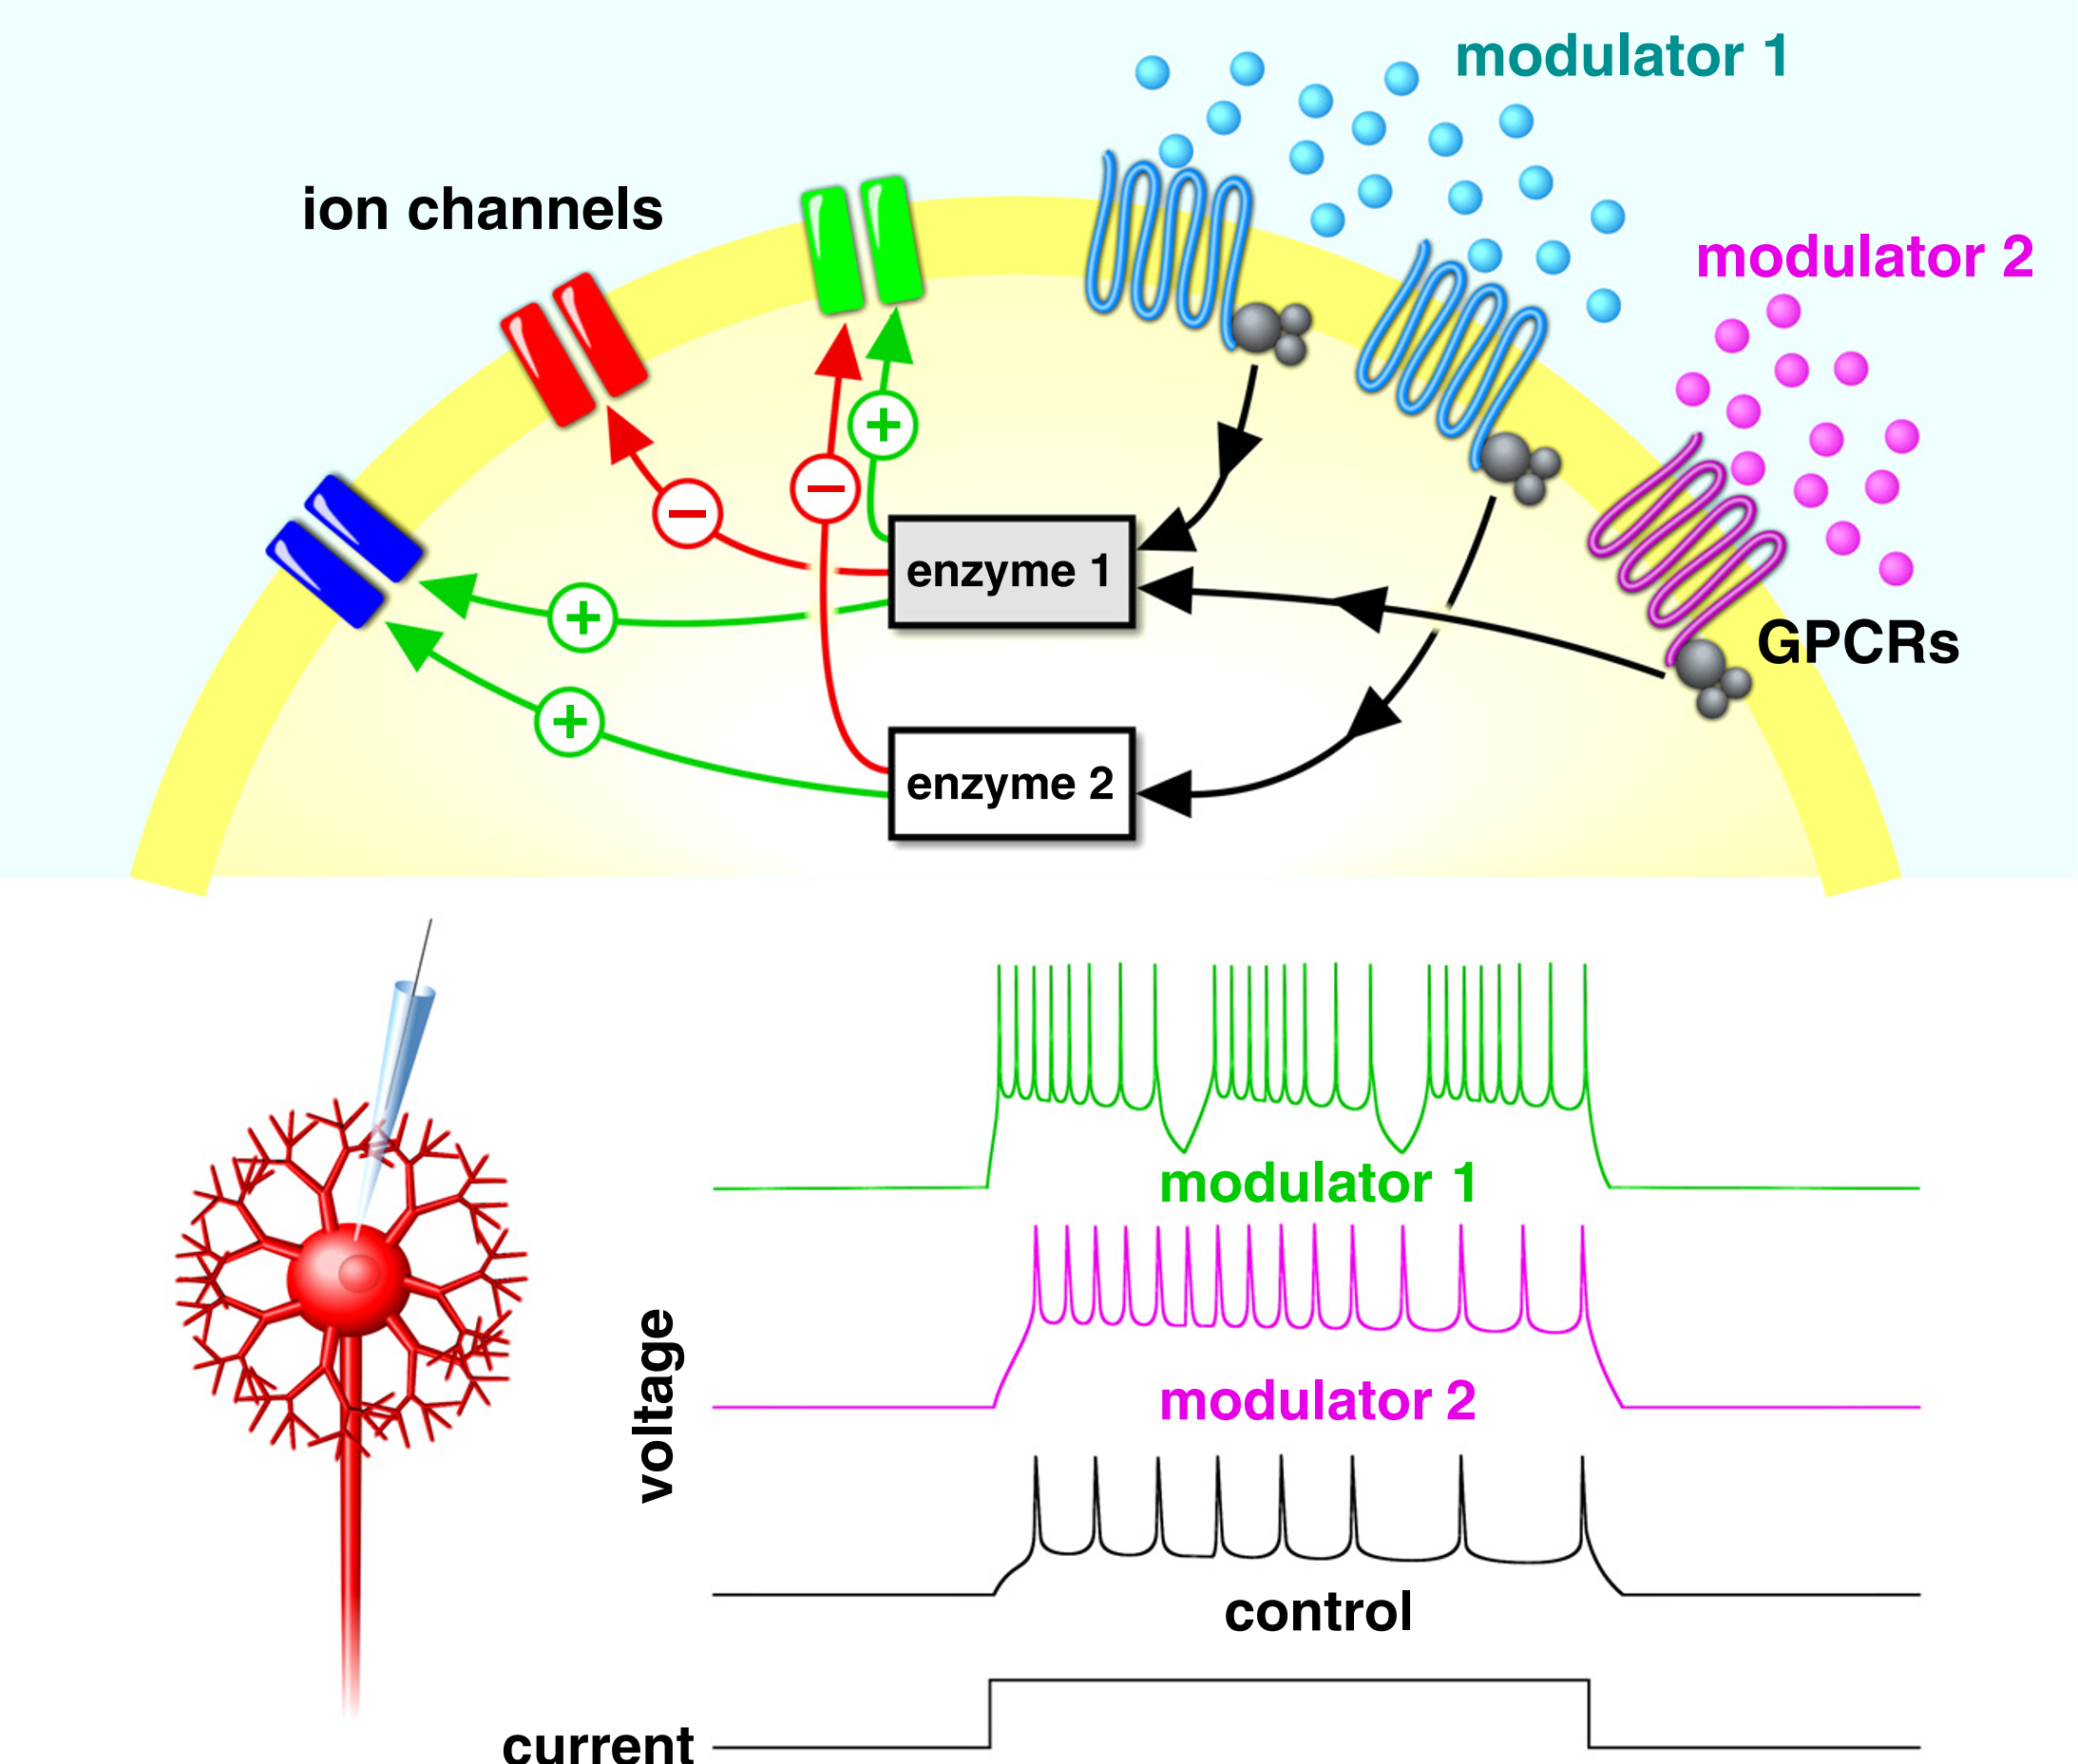 modulator 1
ion channels
modulator 2
+
−
+
−
enzyme 1
+
GPCRs
+
enzyme 2
modulator 1
voltage
modulator 2
control
current